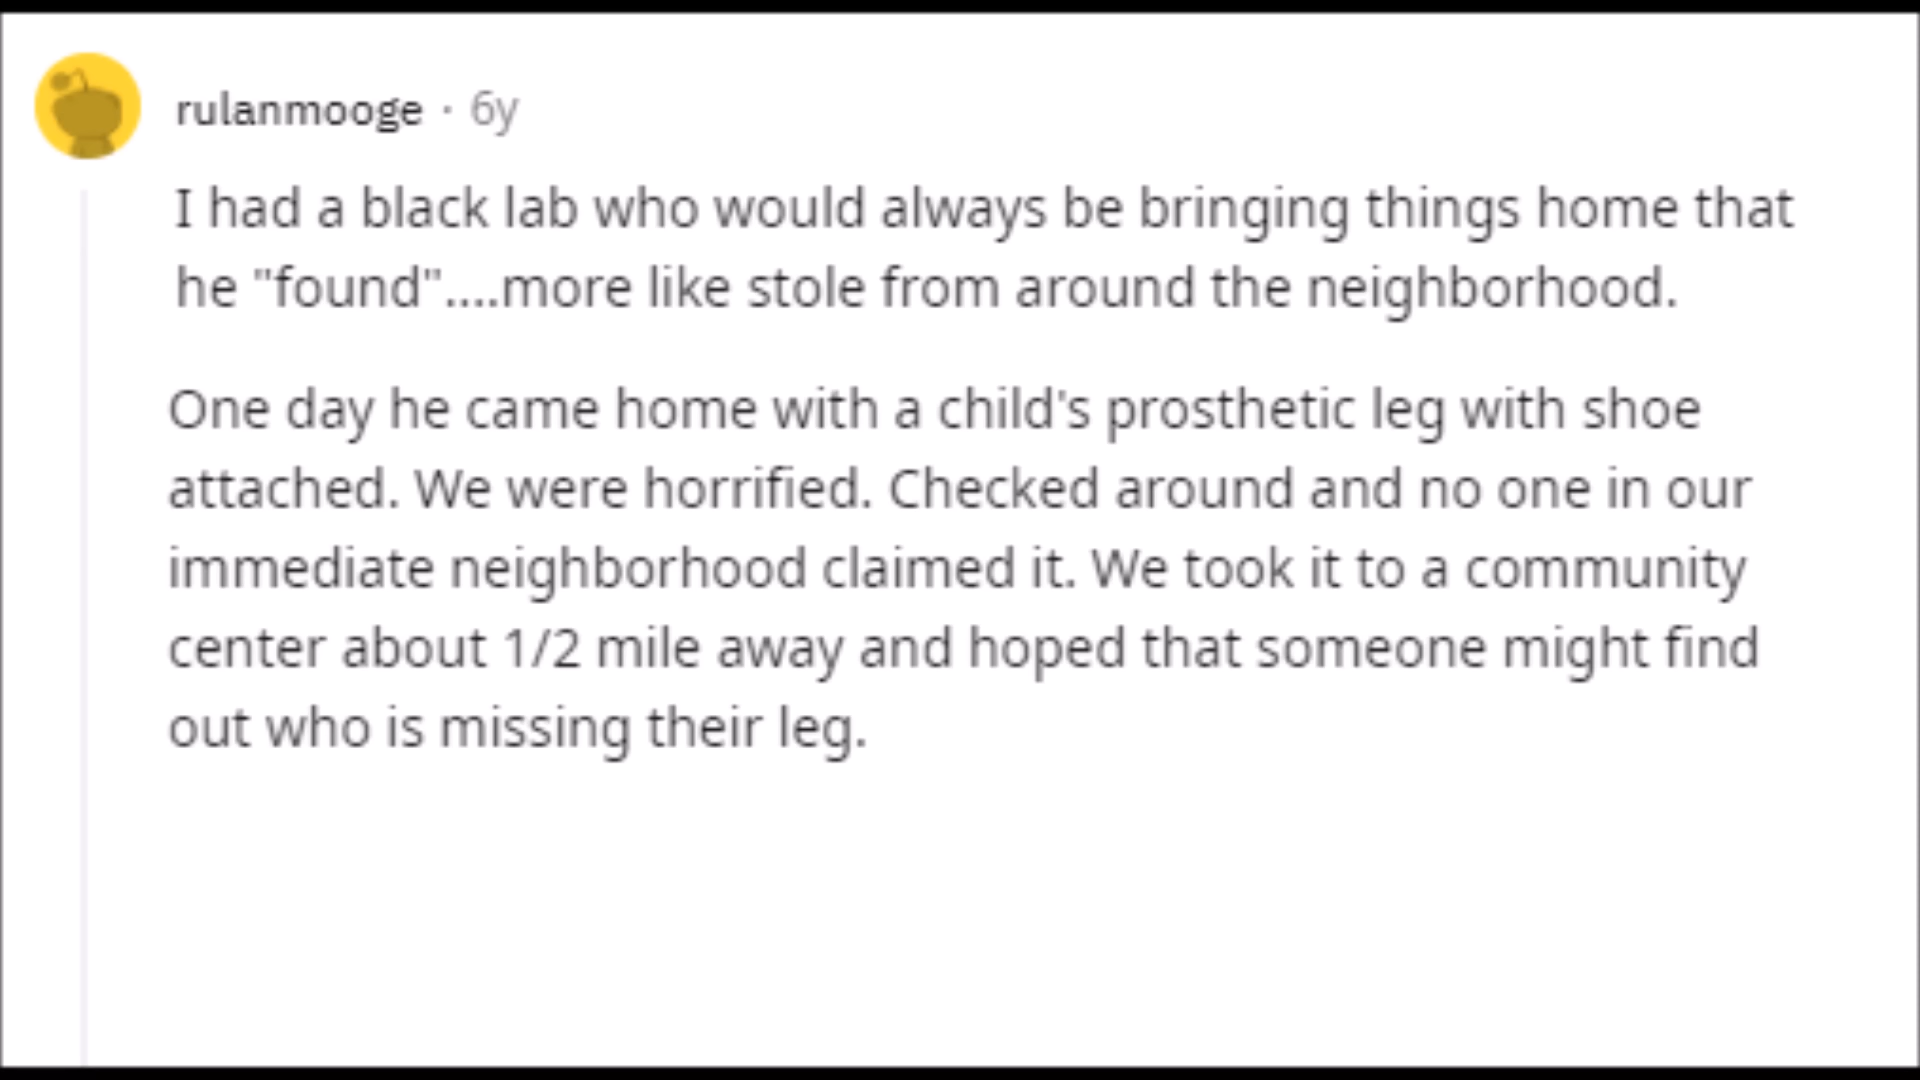 rulanmooge · 6y
I had a black lab who would always be bringing things home that
he "found"....more like stole from around the neighborhood.
One day he came home with a child's prosthetic leg with shoe
attached. We were horrified. Checked around and no one in our
immediate neighborhood claimed it. We took it to a community
center about 1/2 mile away and hoped that someone might find
out who is missing their leg.